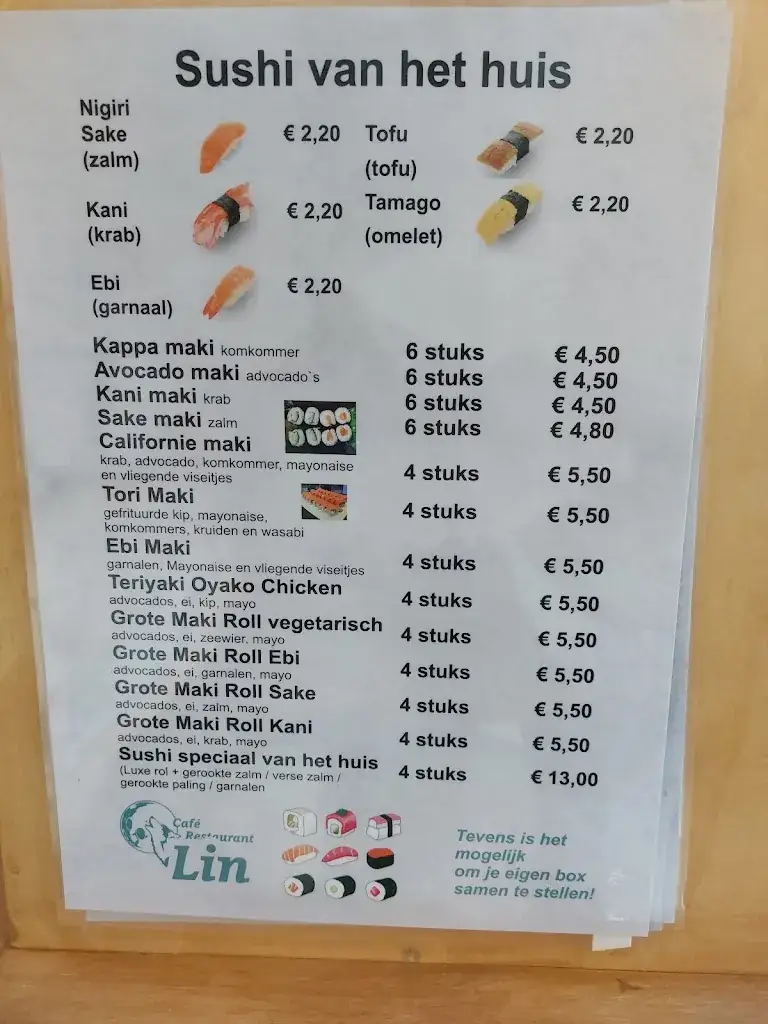 Sushi van het huis
Nigiri
Sake € 2,20 Tofu € 2,20
(zalm) (tofu)
Kani € 2,20 Tamago € 2,20
(krab) (omelet)
Ebi € 2,20
(garnaal)
Kappa maki komkommer 6 stuks € 4,50
Avocado maki advocado`s 6 stuks € 4,50
Kani maki krab 6 stuks € 4,50
Sake maki zalm 6 stuks € 4,80
Californie maki
krab, advocado, komkommer, mayonaise 4 stuks € 5,50
en vliegende viseitjes
Tori Maki
gefrituurde kip, mayonaise, 4 stuks € 5,50
komkommers, kruiden en wasabi
Ebi Maki
garnalen, Mayonaise en vliegende viseitjes 4 stuks € 5,50
Teriyaki Oyako Chicken
advocados, ei, kip, mayo 4 stuks € 5,50
Grote Maki Roll vegetarisch
advocados, ei, zeewier, mayo 4 stuks € 5,50
Grote Maki Roll Ebi
advocados, ei, garnalen, mayo 4 stuks € 5,50
Grote Maki Roll Sake
advocados, ei, zalm, mayo 4 stuks € 5,50
Grote Maki Roll Kani
advocados, ei, krab, mayo 4 stuks € 5,50
Sushi speciaal van het huis
(Luxe rol + gerookte zalm / verse zalm / 4 stuks € 13,00
gerookte paling / garnalen
Café
Restaurant
Lin
Tevens is het
mogelijk
om je eigen box
samen te stellen!